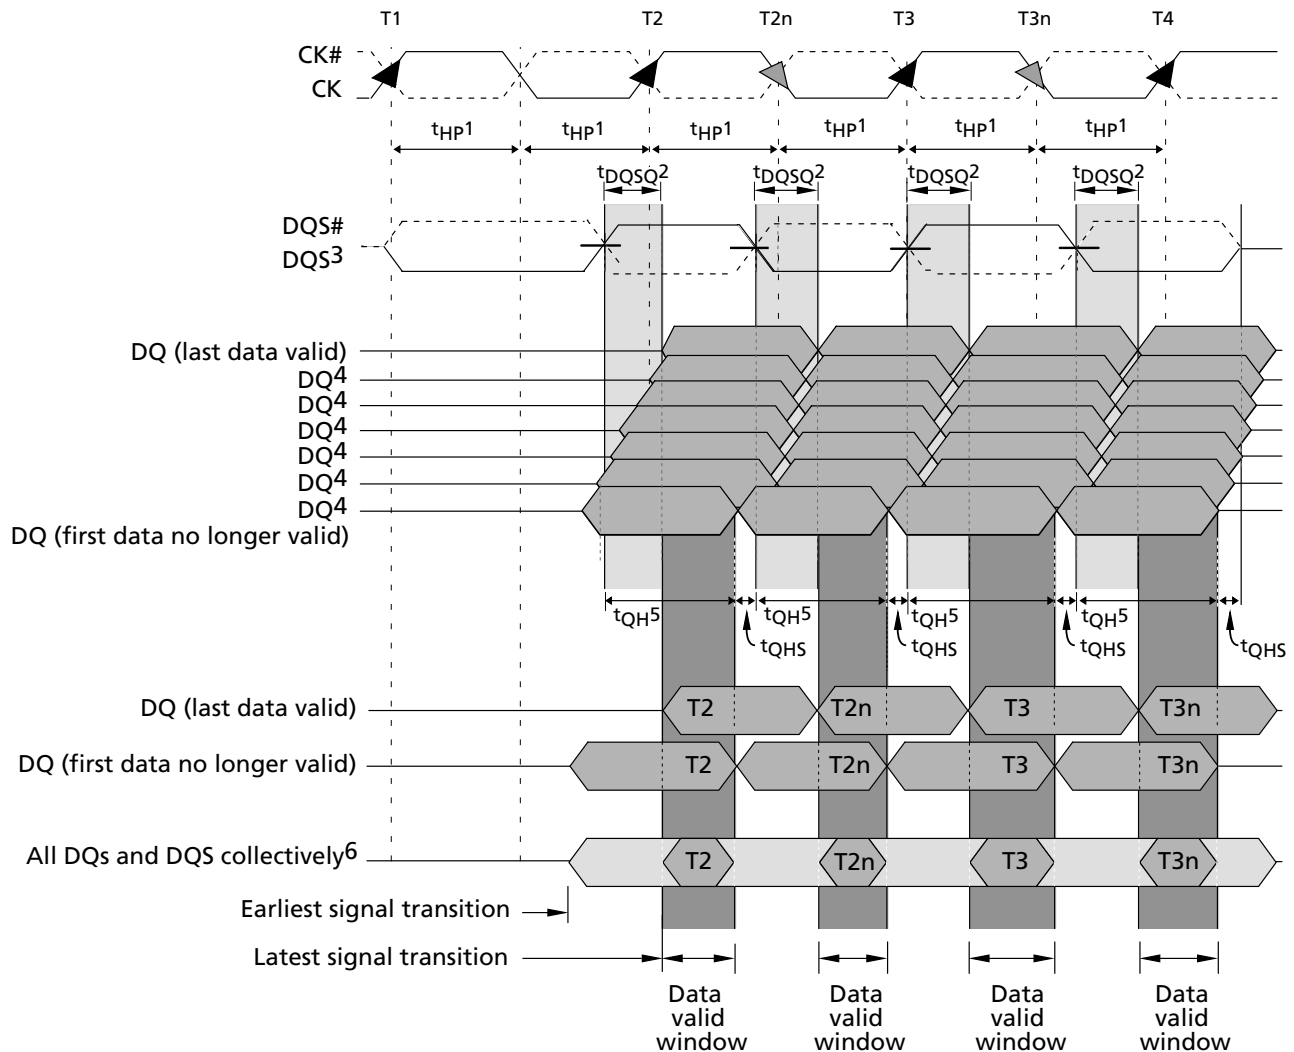 T1 T2 T2n T3 T3n T4
CK#
CK
tHP1 tHP1 tHP1 tHP1 tHP1 tHP1
tDQSQ2 tDQSQ2 tDQSQ2 tDQSQ2
DQS#
DQS3
DQ (last data valid)
DQ4
DQ4
DQ4
DQ4
DQ4
DQ4
DQ (first data no longer valid)
tQH5 tQH5 tQH5 tQH5
tQHS tQHS tQHS tQHS
DQ (last data valid) T2 T2n T3 T3n
DQ (first data no longer valid) T2 T2n T3 T3n
All DQs and DQS collectively6 T2 T2n T3 T3n
Earliest signal transition
Latest signal transition
Data Data Data Data
valid valid valid valid
window window window window